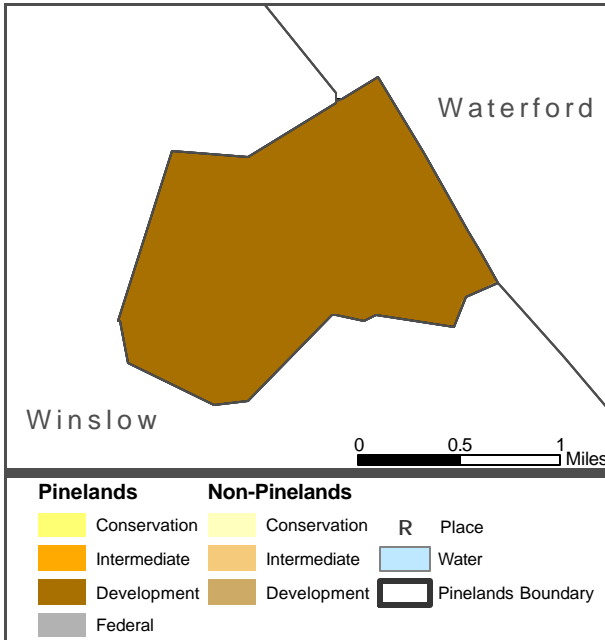 Waterford
Winslow
0 0.5 1
Miles
Pinelands Non-Pinelands
Conservation Conservation R Place
Intermediate Intermediate Water
Development Development Pinelands Boundary
Federal